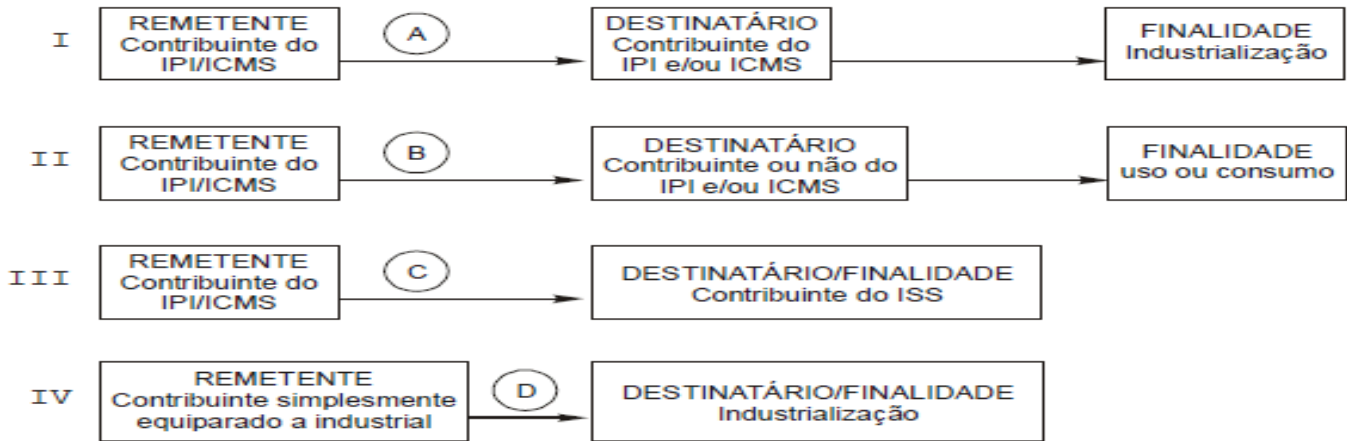 I
REMETENTE
Contribuinte do
IPI/ICMS
A
DESTINATÁRIO
Contribuinte do
IPI e/ou ICMS
FINALIDADE
Industrialização
II
REMETENTE
Contribuinte do
IPI/ICMS
B
DESTINATÁRIO
Contribuinte ou não do
IPI e/ou ICMS
FINALIDADE
uso ou consumo
III
REMETENTE
Contribuinte do
IPI/ICMS
C
DESTINATÁRIO/FINALIDADE
Contribuinte do ISS
IV
REMETENTE
Contribuinte simplesmente
equiparado a industrial
D
DESTINATÁRIO/FINALIDADE
Industrialização